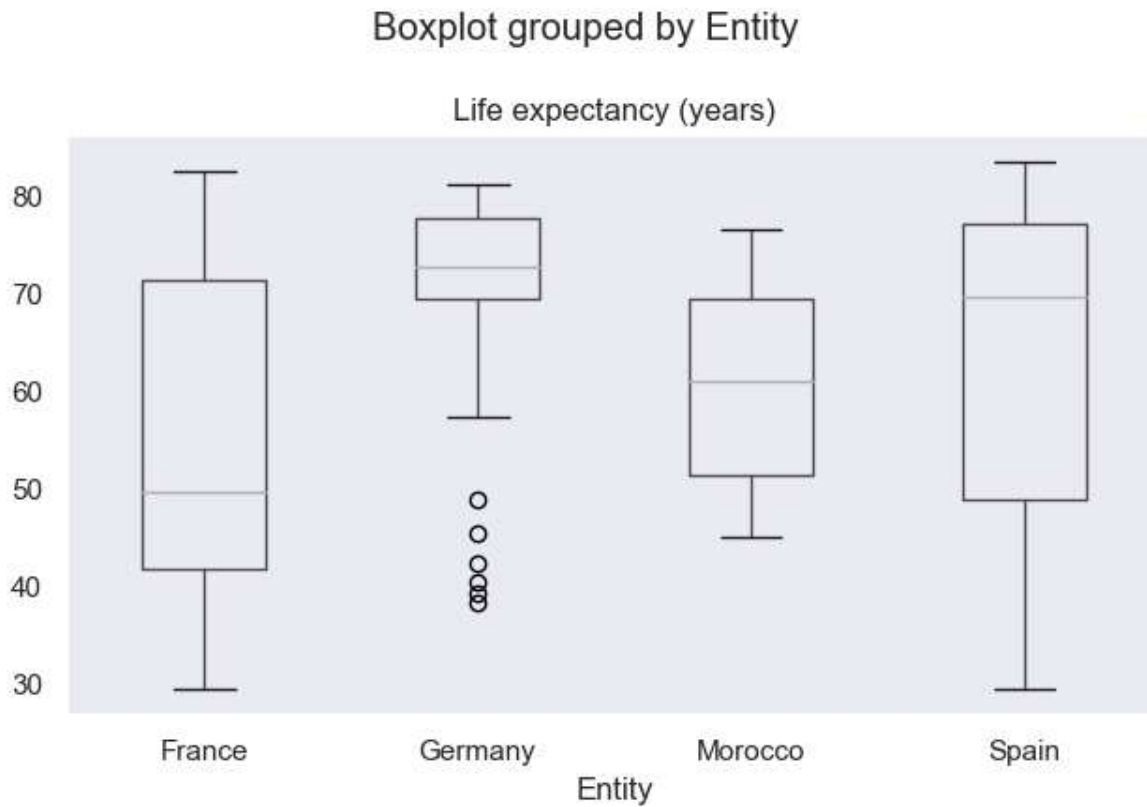 Boxplot grouped by Entity
Life expectancy (years)
80
70
60
50
40
30
France Germany Morocco Spain
Entity